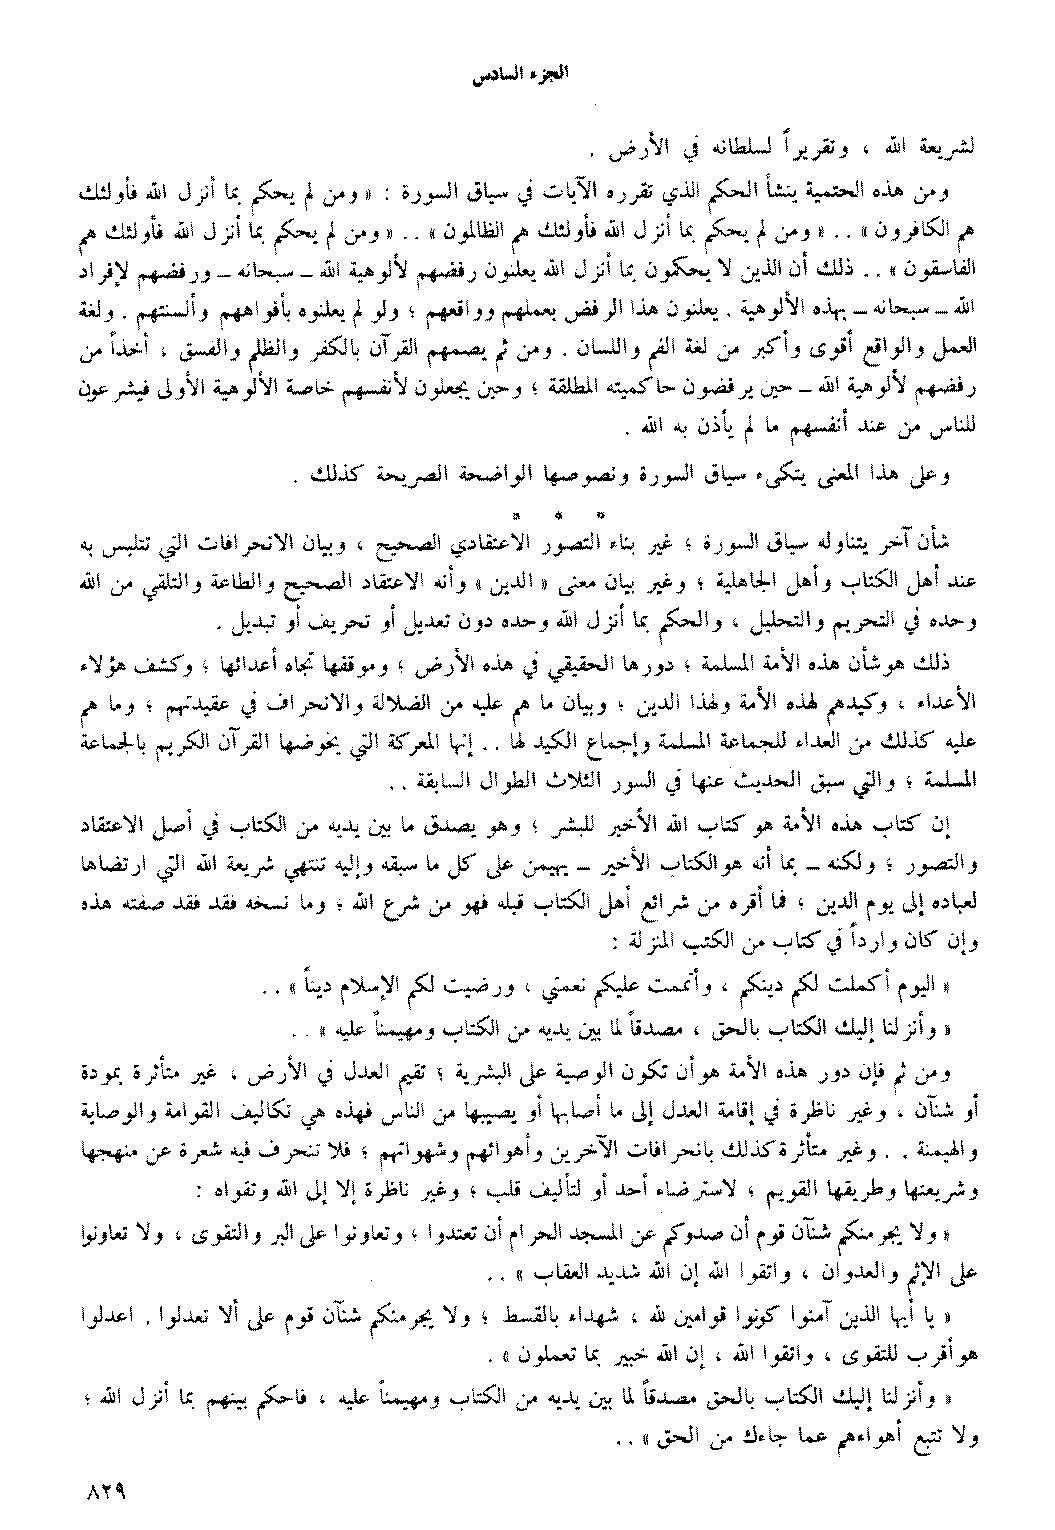 الجزء السادس
لشريعة الله ، وتقريراً لسلطانه في الأرض .
ومن هذه الحتمية ينشأ الحكم الذي تقرره الآيات في سياق السورة : « ومن لم يحكم بما أنزل الله فأولئك
هم الكافرون » . . « ومن لم يحكم بما أنزل الله فأولئك هم الظالمون » . . « ومن لم يحكم بما أنزل الله فأولئك هم
الفاسقون » . . ذلك أن الذين لا يحكمون بما أنزل الله يعلنون رفضهم لألوهية الله – سبحانه – ورفضهم لإفراد
الله – سبحانه – بهذه الألوهية . يعلنون هذا الرفض بعملهم وواقعهم ؛ ولو لم يعلنوه بأفواههم وألسنتهم . ولغة
العمل والواقع أقوى وأكبر من لغة الفم واللسان . ومن ثم يصمهم القرآن بالكفر والظلم والفسق ، أخذاً من
رفضهم لألوهية الله – حين يرفضون حاكميته المطلقة ؛ وحين يجعلون لأنفسهم خاصة الألوهية الأولى فيشرعون
للناس من عند أنفسهم ما لم يأذن به الله .
وعلى هذا المعنى يتكىء سياق السورة ونصوصها الواضحة الصريحة كذلك .
* * *
شأن آخر يتناوله سياق السورة ؛ غير بناء التصور الاعتقادي الصحيح ، وبيان الانحرافات التي تتلبس به
عند أهل الكتاب وأهل الجاهلية ؛ وغير بيان معنى « الدين » وأنه الاعتقاد الصحيح والطاعة والتلقي من الله
وحده في التحريم والتحليل ، والحكم بما أنزل الله وحده دون تعديل أو تحريف أو تبديل .
ذلك هو شأن هذه الأمة المسلمة ؛ دورها الحقيقي في هذه الأرض ؛ وموقفها تجاه أعدائها ؛ وكشف هؤلاء
الأعداء ، وكيدهم لهذه الأمة ولهذا الدين ؛ وبيان ما هم عليه من الضلالة والانحراف في عقيدتهم ؛ وما هم
عليه كذلك من العداء للجماعة المسلمة وإجماع الكيد لها . . إنها المعركة التي يخوضها القرآن الكريم بالجماعة
المسلمة ؛ والتي سبق الحديث عنها في السور الثلاث الطوال السابقة . .
إن كتاب هذه الأمة هو كتاب الله الأخير للبشر ؛ وهو يصدق ما بين يديه من الكتاب في أصل الاعتقاد
والتصور ؛ ولكنه – بما أنه هو الكتاب الأخير – يهيمن على كل ما سبقه وإليه تنتهي شريعة الله التي ارتضاها
لعباده إلى يوم الدين ؛ فما أقره من شرائع أهل الكتاب قبله فهو من شرع الله ؛ وما نسخه فقد فقد صفته هذه
وإن كان وارداً في كتاب من الكتب المنزلة :
« اليوم أكملت لكم دينكم ، وأتممت عليكم نعمتي ، ورضيت لكم الإسلام ديناً » . .
« وأنزلنا إليك الكتاب بالحق ، مصدقاً لما بين يديه من الكتاب ومهيمناً عليه » . .
ومن ثم فإن دور هذه الأمة هو أن تكون الوصية على البشرية ؛ تقيم العدل في الأرض ، غير متأثرة بمودة
أو شنآن ، وغير ناظرة في إقامة العدل إلى ما أصابها أو يصيبها من الناس فهذه هي تكاليف القوامة والوصاية
والهيمنة . . وغير متأثرة كذلك بانحرافات الآخرين وأهوائهم وشهواتهم ؛ فلا تنحرف فيه شعرة عن منهجها
وشريعتها وطريقها القويم ؛ لاسترضاء أحد أو لتأليف قلب ؛ وغير ناظرة إلا إلى الله وتقواه :
« ولا يجرمنكم شنآن قوم أن صدوكم عن المسجد الحرام أن تعتدوا ؛ وتعاونوا على البر والتقوى ، ولا تعاونوا
على الإثم والعدوان ، واتقوا الله إن الله شديد العقاب » . .
« يا أيها الذين آمنوا كونوا قوامين لله ، شهداء بالقسط ؛ ولا يجرمنكم شنآن قوم على ألا تعدلوا . اعدلوا
هو أقرب للتقوى ، واتقوا الله ، إن الله خبير بما تعملون » .
« وأنزلنا إليك الكتاب بالحق مصدقاً لما بين يديه من الكتاب ومهيمناً عليه ، فاحكم بينهم بما أنزل الله ؛
ولا تتبع أهواءهم عما جاءك من الحق » . .
٨٢٩